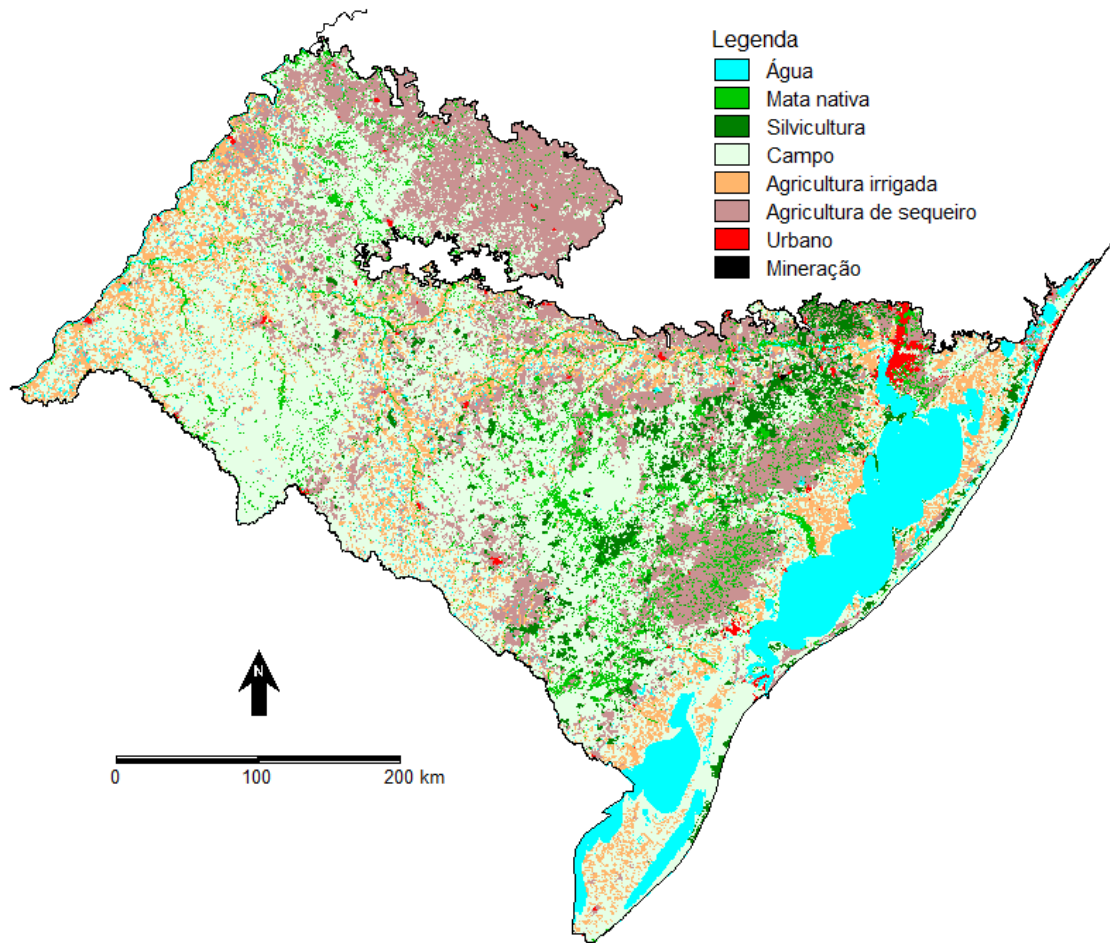 Legenda
Água
Mata nativa
Silvicultura
Campo
Agricultura irrigada
Agricultura de sequeiro
Urbano
Mineração
N
0 100 200 km